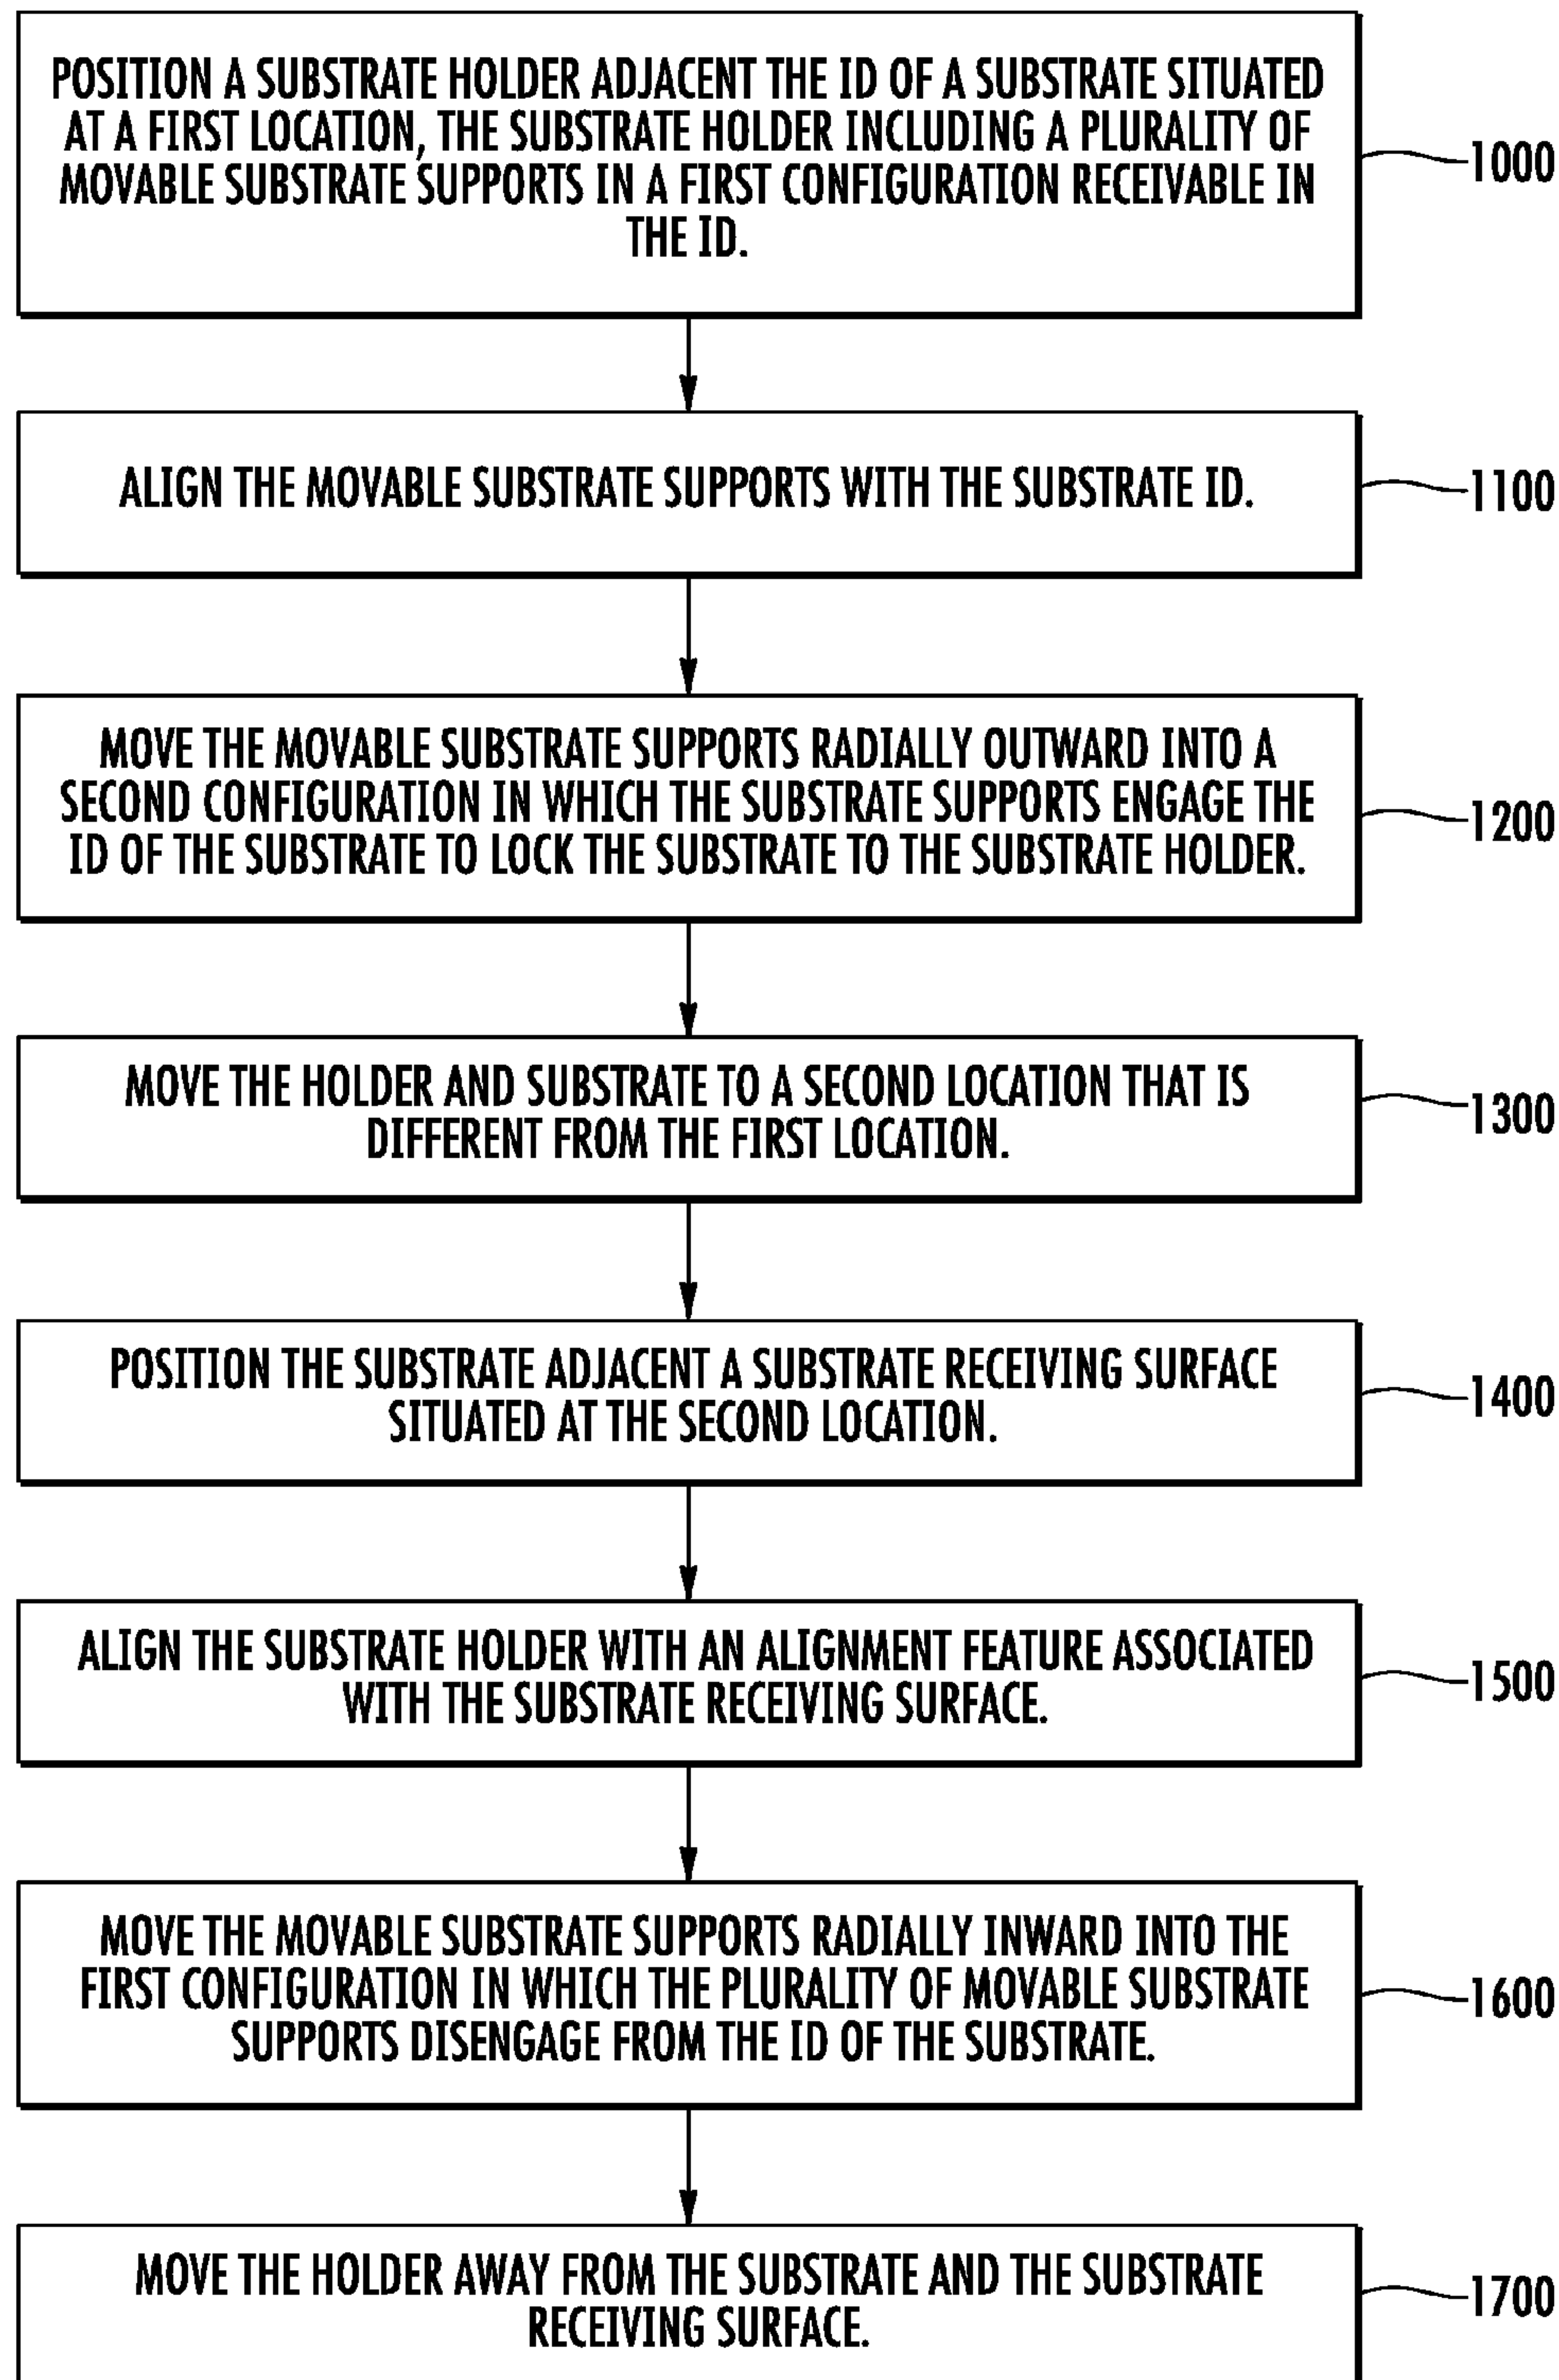 POSITION A SUBSTRATE HOLDER ADJACENT THE ID OF A SUBSTRATE SITUATED
AT A FIRST LOCATION, THE SUBSTRATE HOLDER INCLUDING A PLURALITY OF
MOVABLE SUBSTRATE SUPPORTS IN A FIRST CONFIGURATION RECEIVABLE IN
THE ID.
1000
ALIGN THE MOVABLE SUBSTRATE SUPPORTS WITH THE SUBSTRATE ID.
1100
MOVE THE MOVABLE SUBSTRATE SUPPORTS RADIALLY OUTWARD INTO A
SECOND CONFIGURATION IN WHICH THE SUBSTRATE SUPPORTS ENGAGE THE
ID OF THE SUBSTRATE TO LOCK THE SUBSTRATE TO THE SUBSTRATE HOLDER.
1200
MOVE THE HOLDER AND SUBSTRATE TO A SECOND LOCATION THAT IS
DIFFERENT FROM THE FIRST LOCATION.
1300
POSITION THE SUBSTRATE ADJACENT A SUBSTRATE RECEIVING SURFACE
SITUATED AT THE SECOND LOCATION.
1400
ALIGN THE SUBSTRATE HOLDER WITH AN ALIGNMENT FEATURE ASSOCIATED
WITH THE SUBSTRATE RECEIVING SURFACE.
1500
MOVE THE MOVABLE SUBSTRATE SUPPORTS RADIALLY INWARD INTO THE
FIRST CONFIGURATION IN WHICH THE PLURALITY OF MOVABLE SUBSTRATE
SUPPORTS DISENGAGE FROM THE ID OF THE SUBSTRATE.
1600
MOVE THE HOLDER AWAY FROM THE SUBSTRATE AND THE SUBSTRATE
RECEIVING SURFACE.
1700